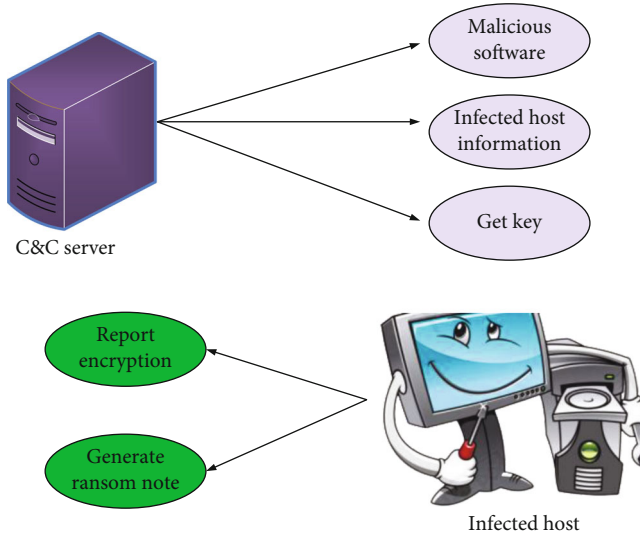 Malicious
software
Infected host
information
Get key
C&C server
Report
encryption
Generate
ransom note
Infected host